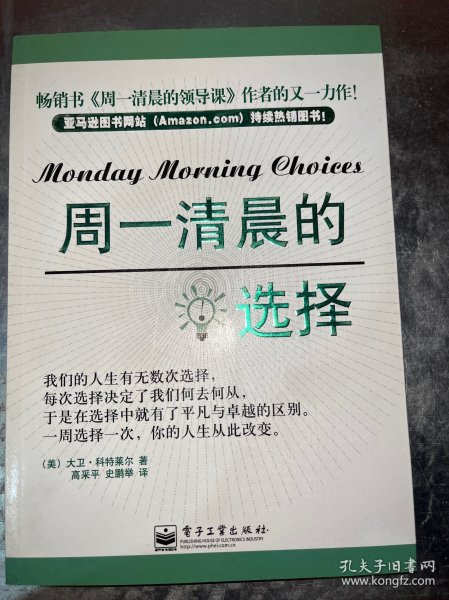 畅销书《周一清晨的领导课》作者的又一力作!
亚马逊图书网站 (Amazon.com) 持续热销图书!
Monday Morning Choices
周一清晨的
选择
我们的人生有无数次选择,
每次选择决定了我们何去何从,
于是在选择中就有了平凡与卓越的区别。
一周选择一次, 你的人生从此改变。
(美) 大卫·科特莱尔 著
高采平 史鹏举 译
電子工業出版社
PUBLISHING HOUSE OF ELECTRONICS INDUSTRY
http://www.phei.com.cn
孔夫子旧书网
www.kongfz.com